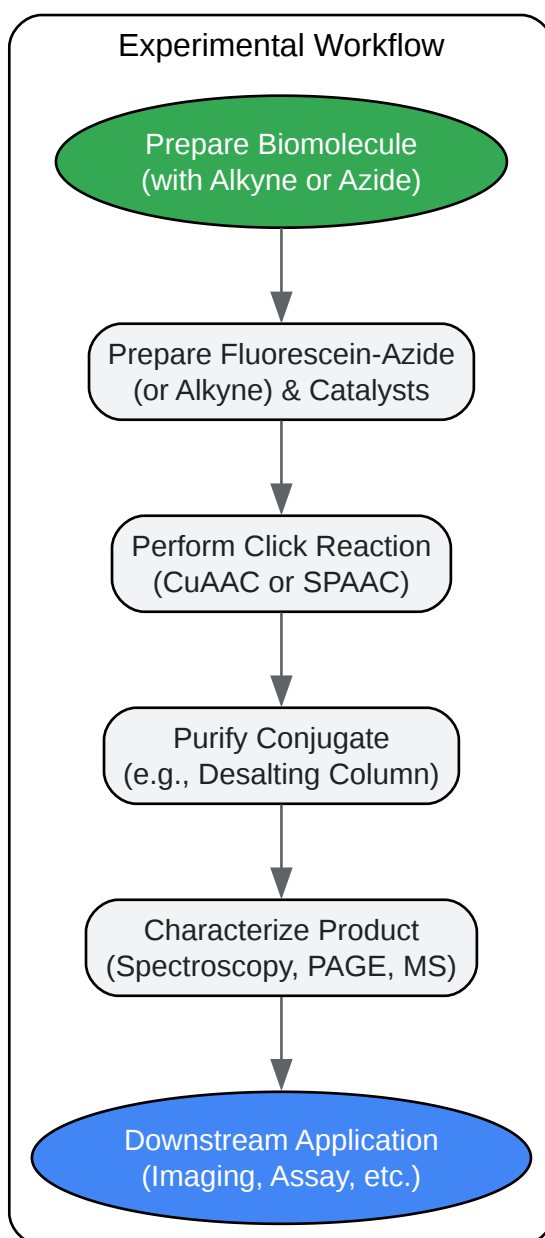 Experimental Workflow
Prepare Biomolecule
(with Alkyne or Azide)
Prepare Fluorescein-Azide
(or Alkyne) & Catalysts
Perform Click Reaction
(CuAAC or SPAAC)
Purify Conjugate
(e.g., Desalting Column)
Characterize Product
(Spectroscopy, PAGE, MS)
Downstream Application
(Imaging, Assay, etc.)